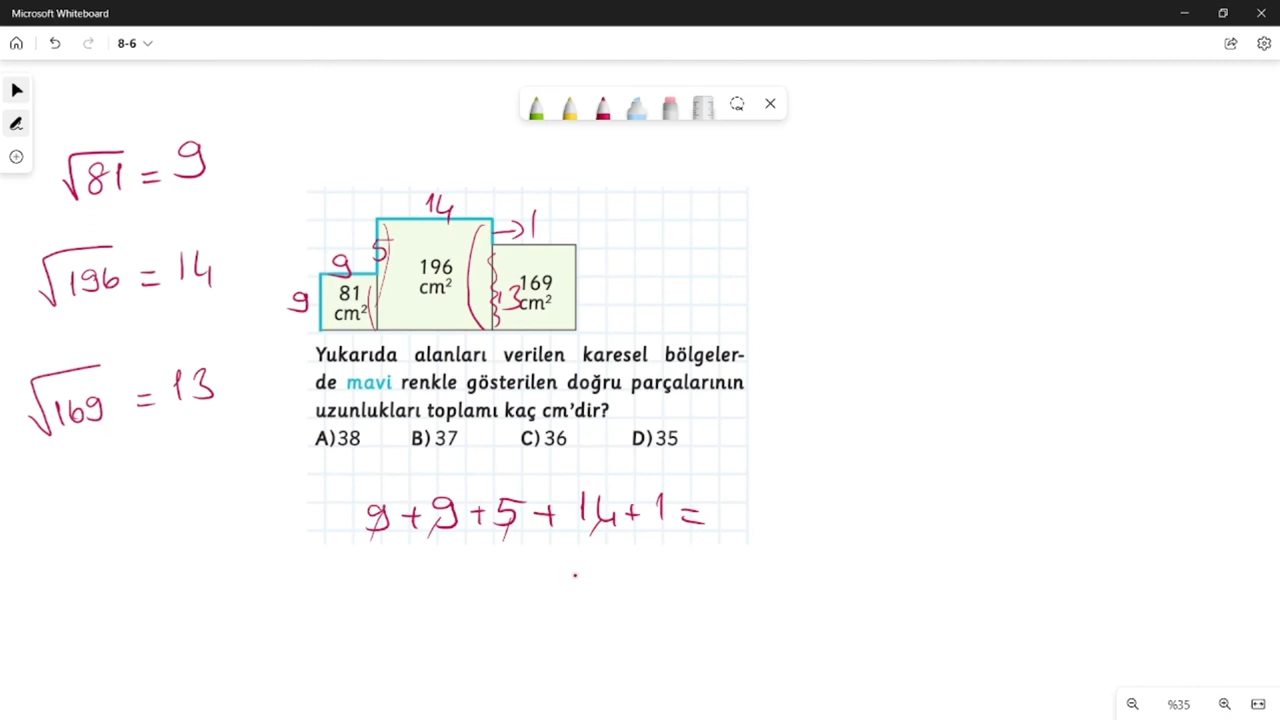 Microsoft Whiteboard
8-6
√81 = 9
√196 = 14
√169 = 13
14
1
5
9
9
13
81
cm²
196
cm²
169
cm²
Yukarıda alanları verilen karesel bölgeler-
de mavi renkle gösterilen doğru parçalarının
uzunlukları toplamı kaç cm'dir?
A)38 B)37 C)36 D)35
9+9+5+14+1=
%35